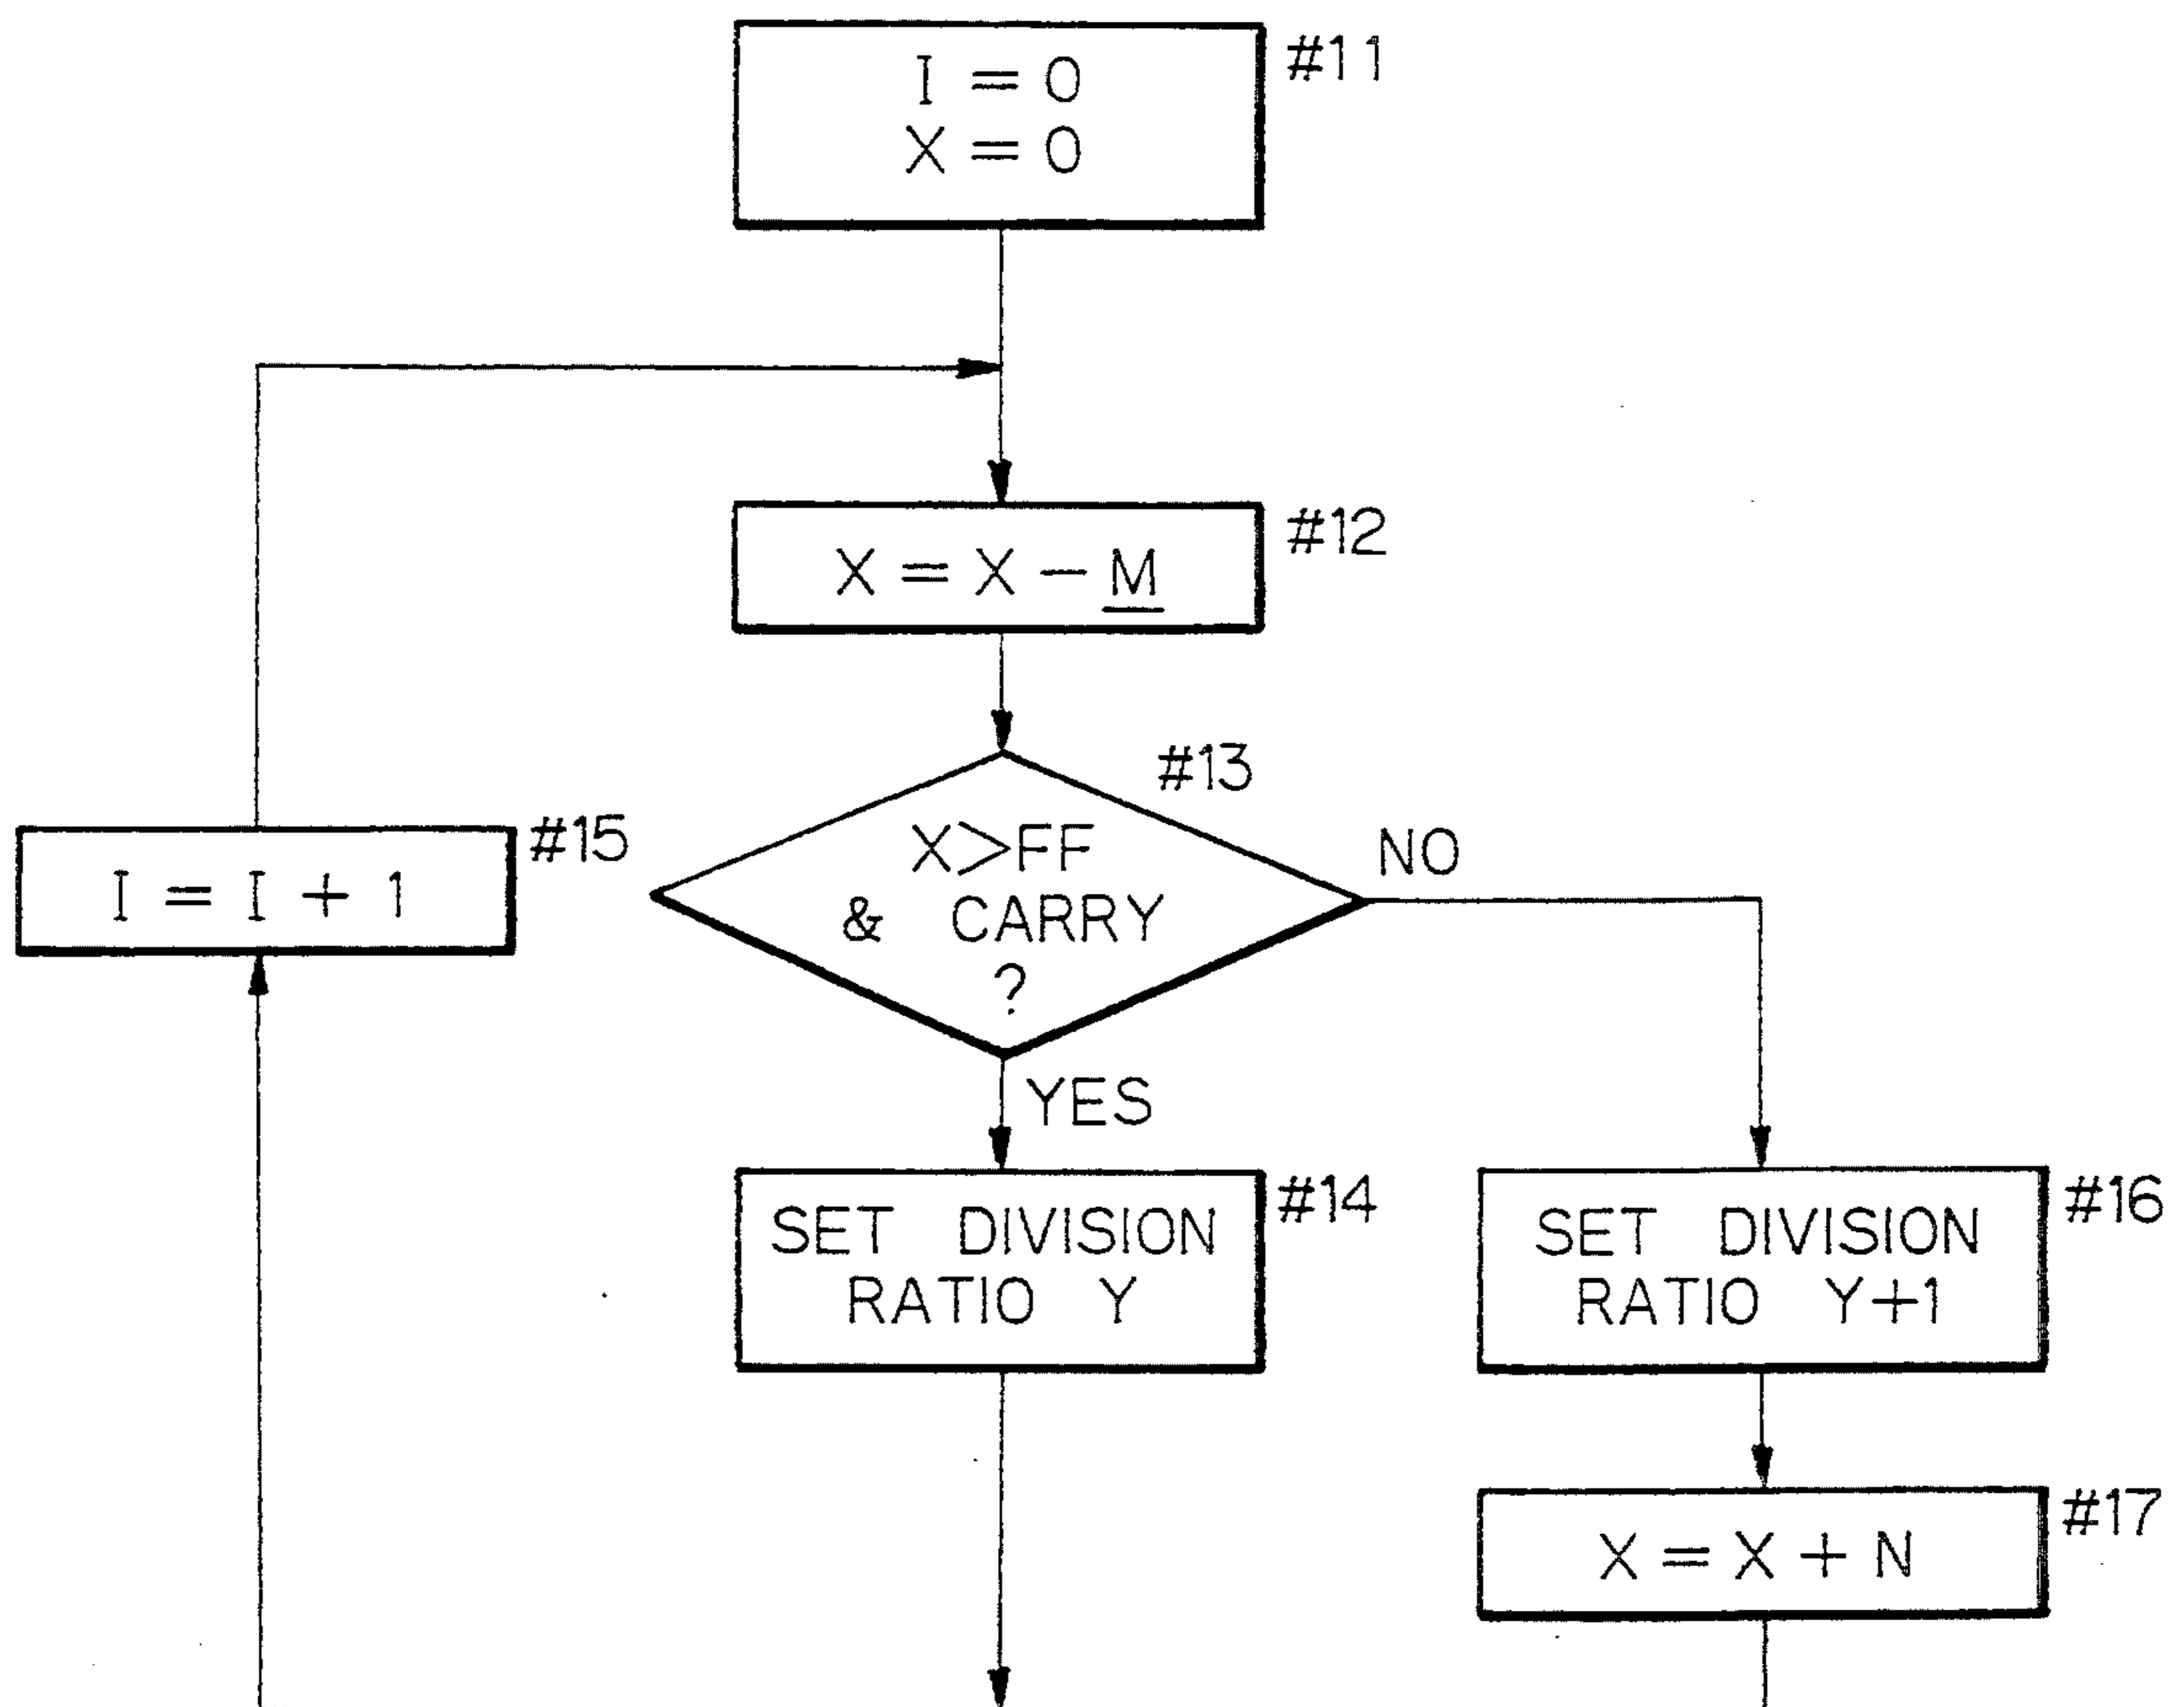 I = 0
X = 0
#11
X = X - M
#12
#13
X>FF
& CARRY
?
NO
YES
I = I + 1
#15
SET DIVISION
RATIO Y
#14
SET DIVISION
RATIO Y+1
#16
X = X + N
#17